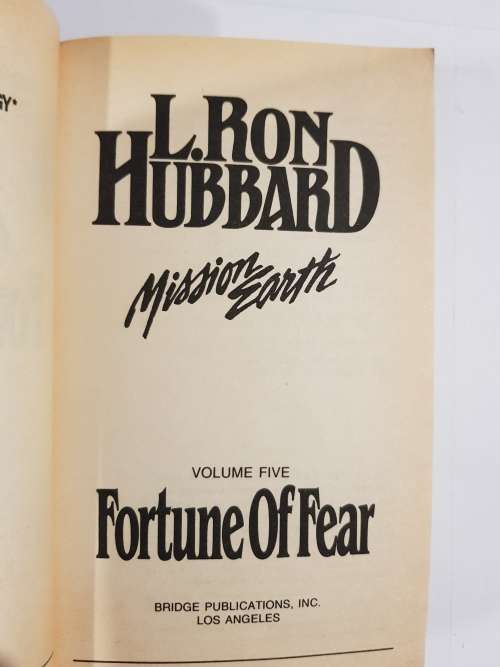 L. RON
HUBBARD
Mission
Earth
VOLUME FIVE
Fortune Of Fear
BRIDGE PUBLICATIONS, INC.
LOS ANGELES